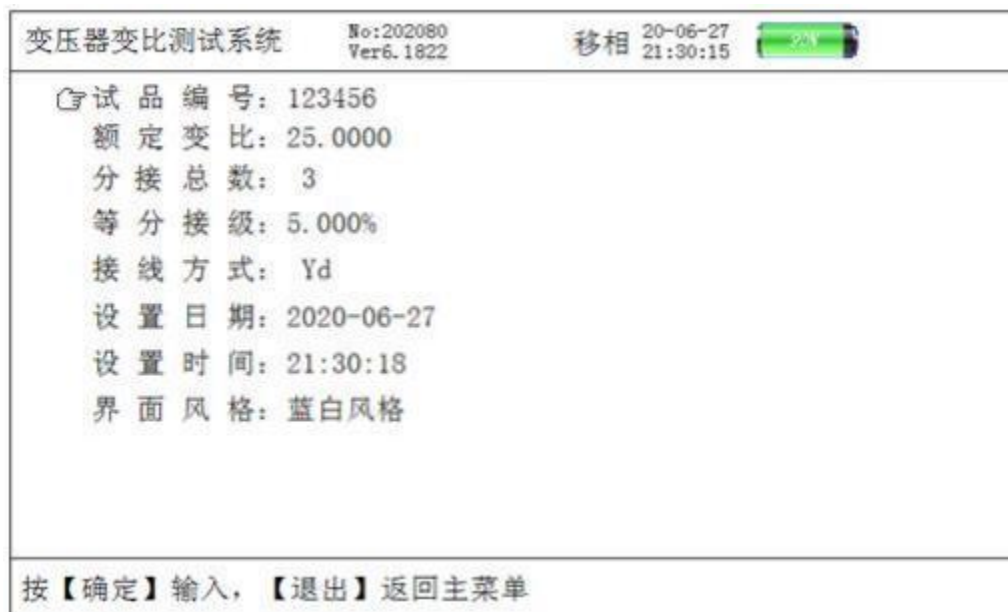 变压器变比测试系统 No:202080 Ver6.1822 移相 20-06-27 21:30:15
试品编号: 123456
额定变比: 25.0000
分接总数: 3
等分接级: 5.000%
接线方式: Yd
设置日期: 2020-06-27
设置时间: 21:30:18
界面风格: 蓝白风格
按【确定】输入，【退出】返回主菜单